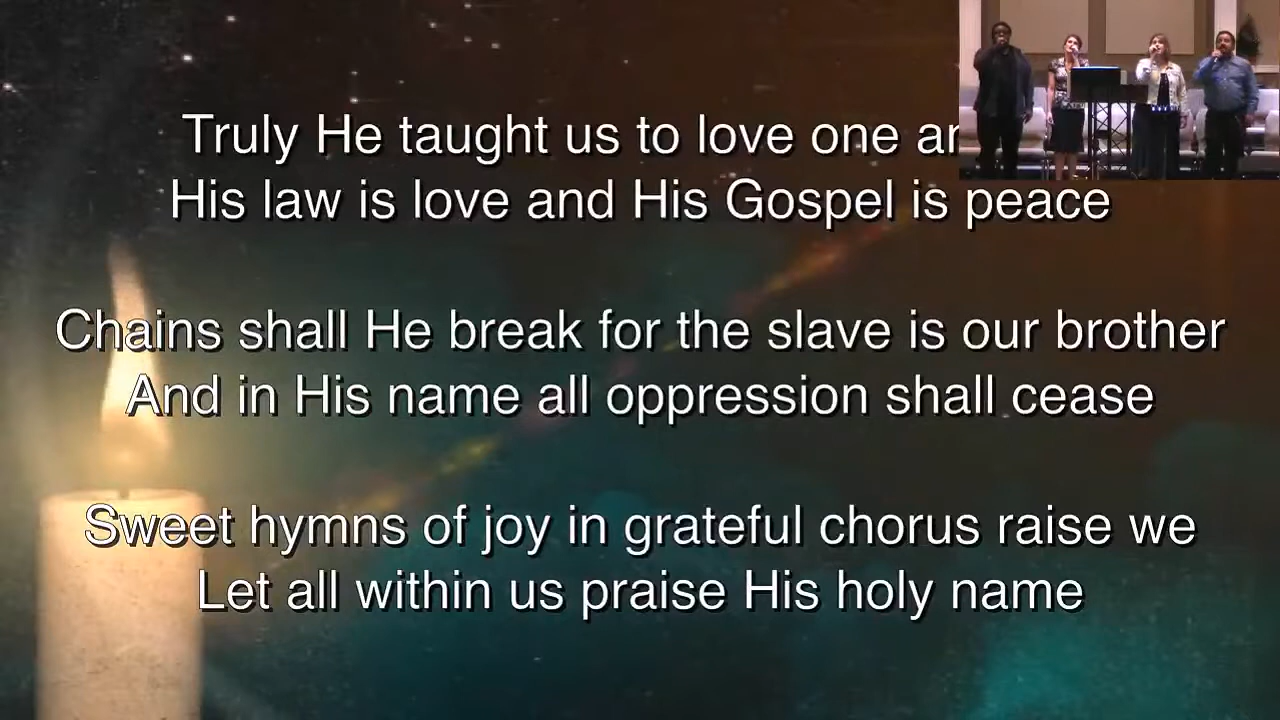 Truly He taught us to love one an
His law is love and His Gospel is peace
Chains shall He break for the slave is our brother
And in His name all oppression shall cease
Sweet hymns of joy in grateful chorus raise we
Let all within us praise His holy name